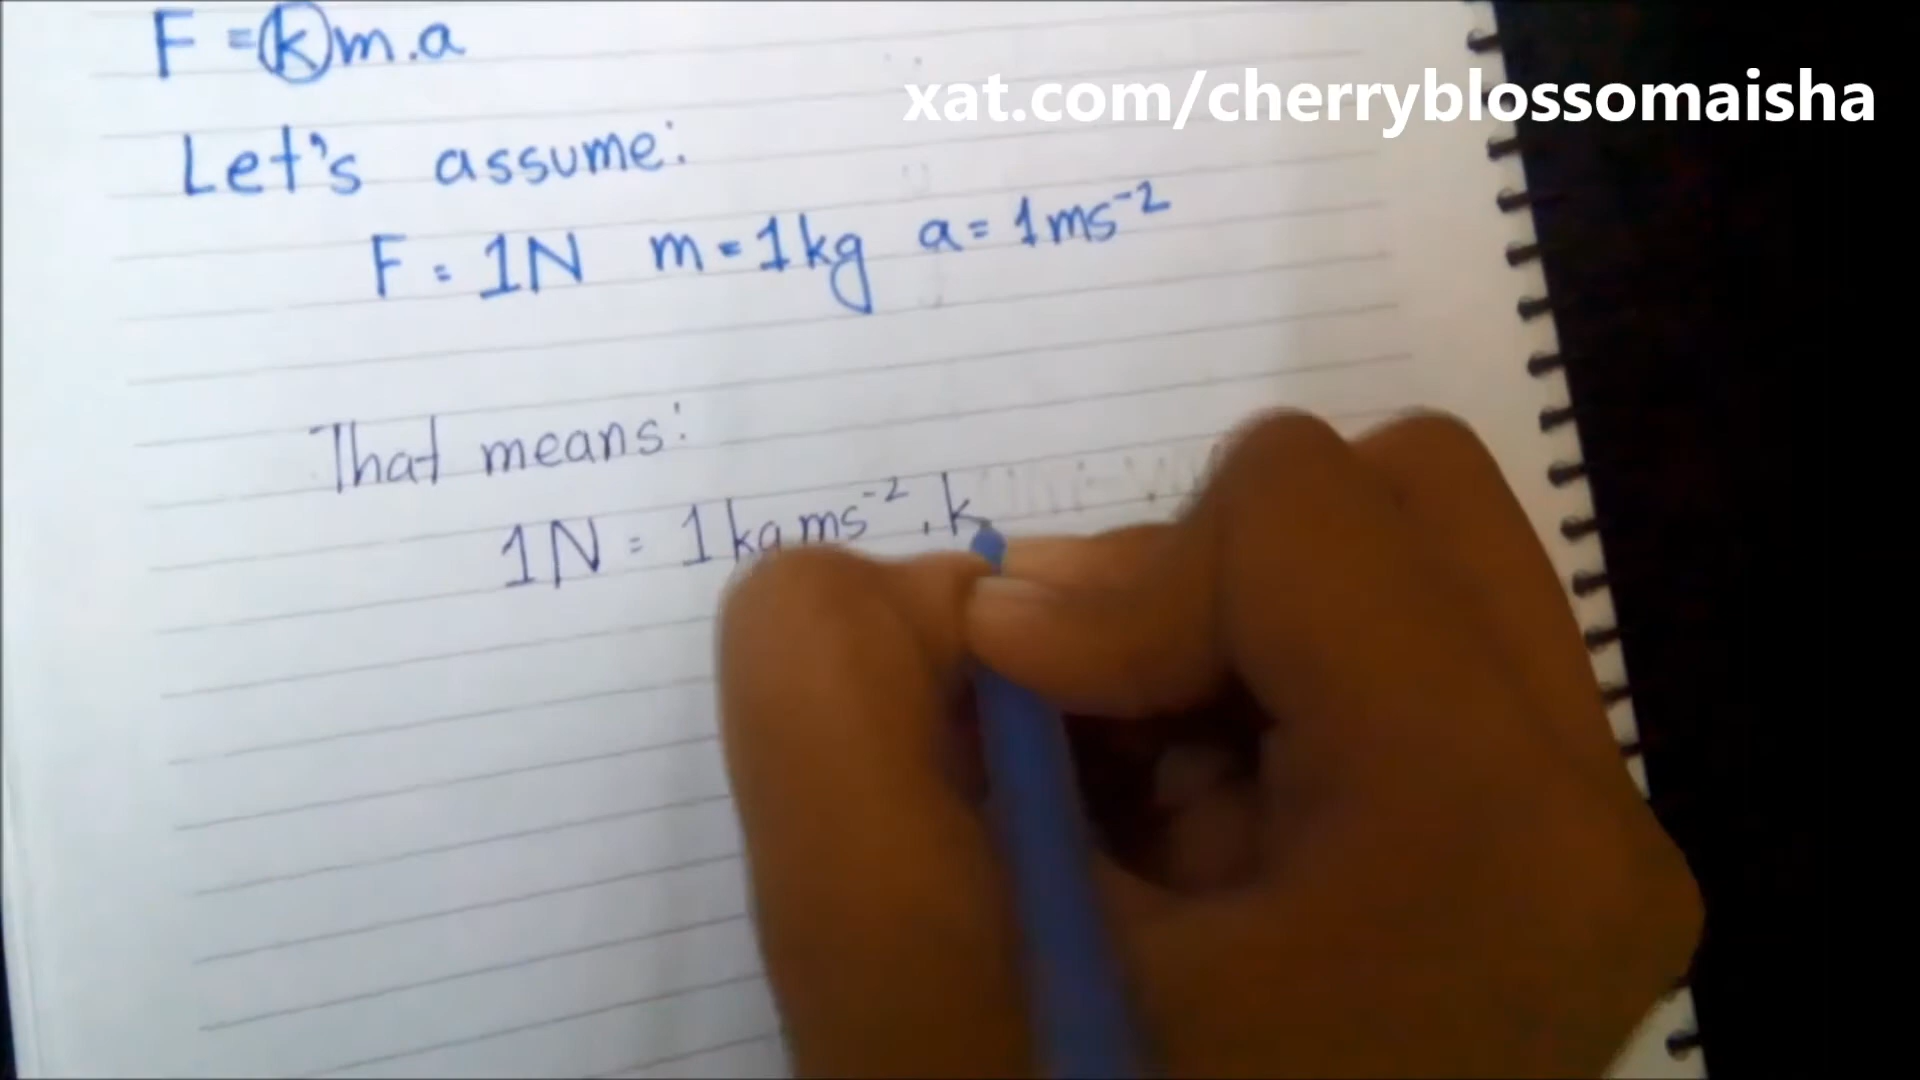 F = k m.a
xat.com/cherryblossomaisha
Let's assume:
F = 1N m = 1kg a = 1ms⁻²
That means:
1N = 1kgms⁻².k